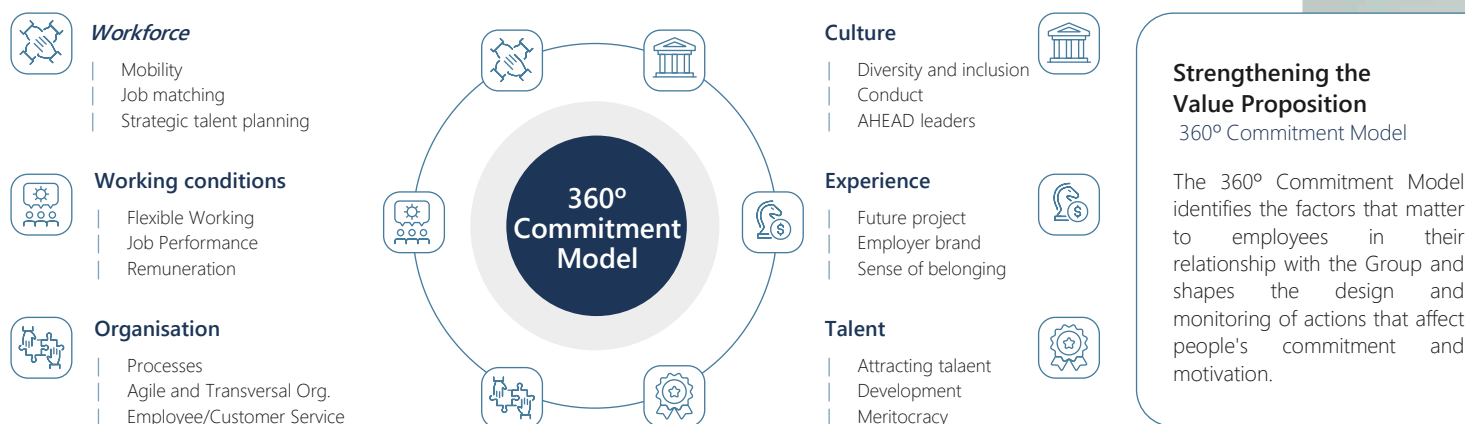 Workforce
Mobility
Job matching
Strategic talent planning
Working conditions
Flexible Working
Job Performance
Remuneration
Organisation
Processes
Agile and Transversal Org.
Employee/Customer Service
360º
Commitment
Model
Culture
Diversity and inclusion
Conduct
AHEAD leaders
Experience
Future project
Employer brand
Sense of belonging
Talent
Attracting talaent
Development
Meritocracy
Strengthening the
Value Proposition
360º Commitment Model
The 360º Commitment Model
identifies the factors that matter
to employees in their
relationship with the Group and
shapes the design and
monitoring of actions that affect
people's commitment and
motivation.